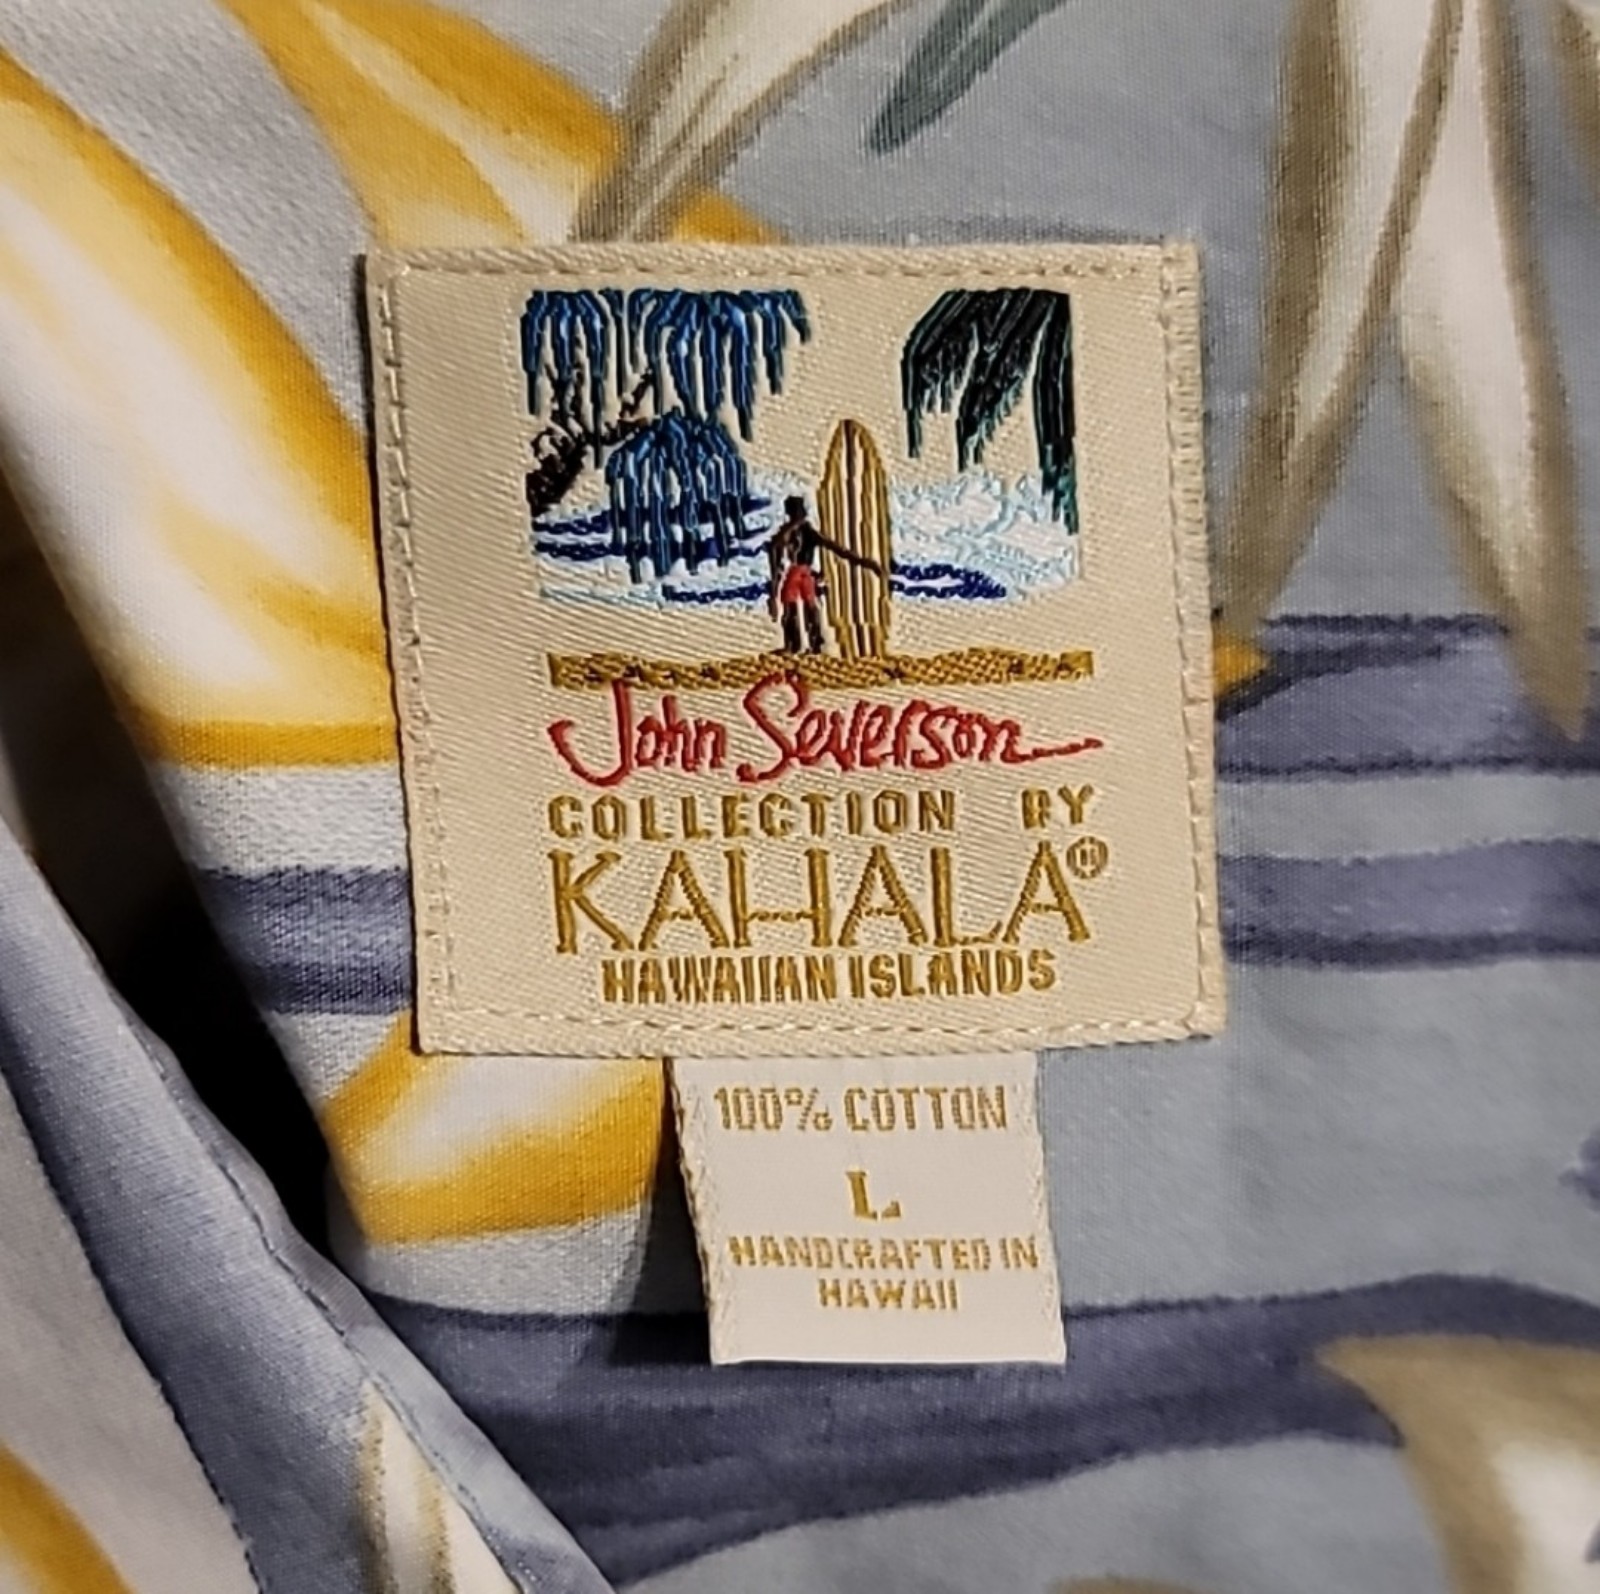 John Severson
COLLECTION BY
KAHALA®
HAWAIIAN ISLANDS
100% COTTON
L
HANDCRAFTED IN
HAWAII